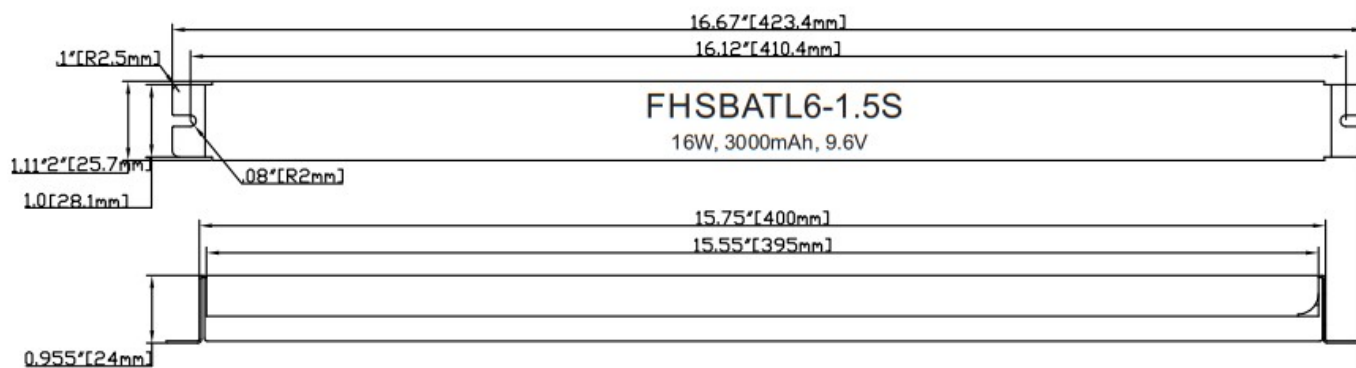 16.67"[423.4mm]
16.12"[410.4mm]
.1"[R2.5mm]
FHSBATL6-1.5S
16W, 3000mAh, 9.6V
1.11"2"[25.7mm]
.08"[R2mm]
1.0[28.1mm]
15.75"[400mm]
15.55"[395mm]
0.955"[24mm]